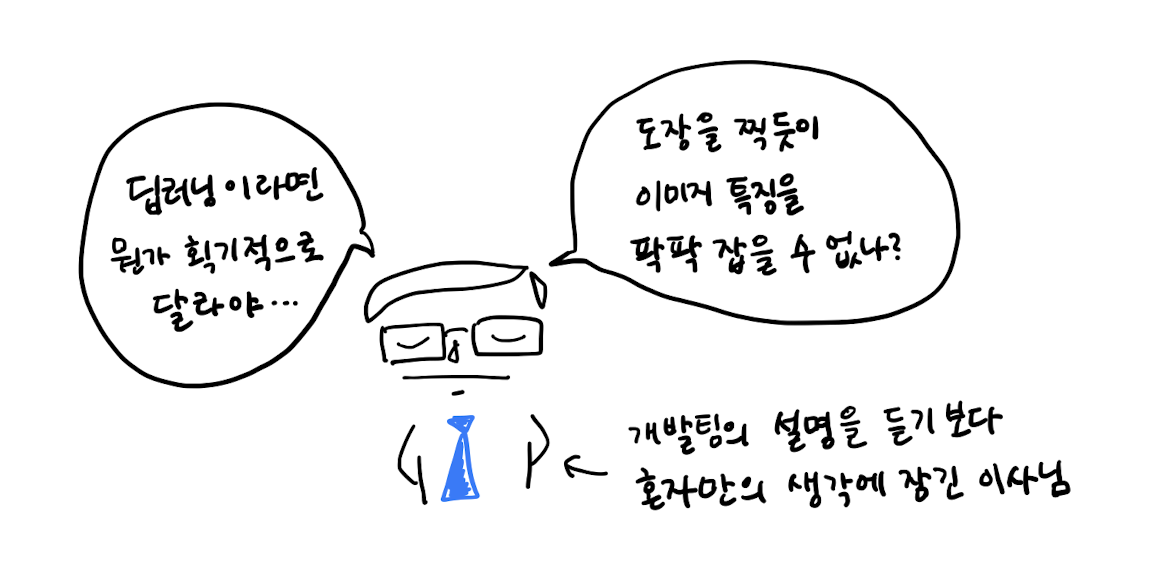 딥러닝이라면
뭔가 획기적으로
달라야...
도장을 찍듯이
이미지 특징을
팍팍 잡을 수 없나?
개발팀의 설명을 듣기보다
혼자만의 생각에 잠긴 이사님